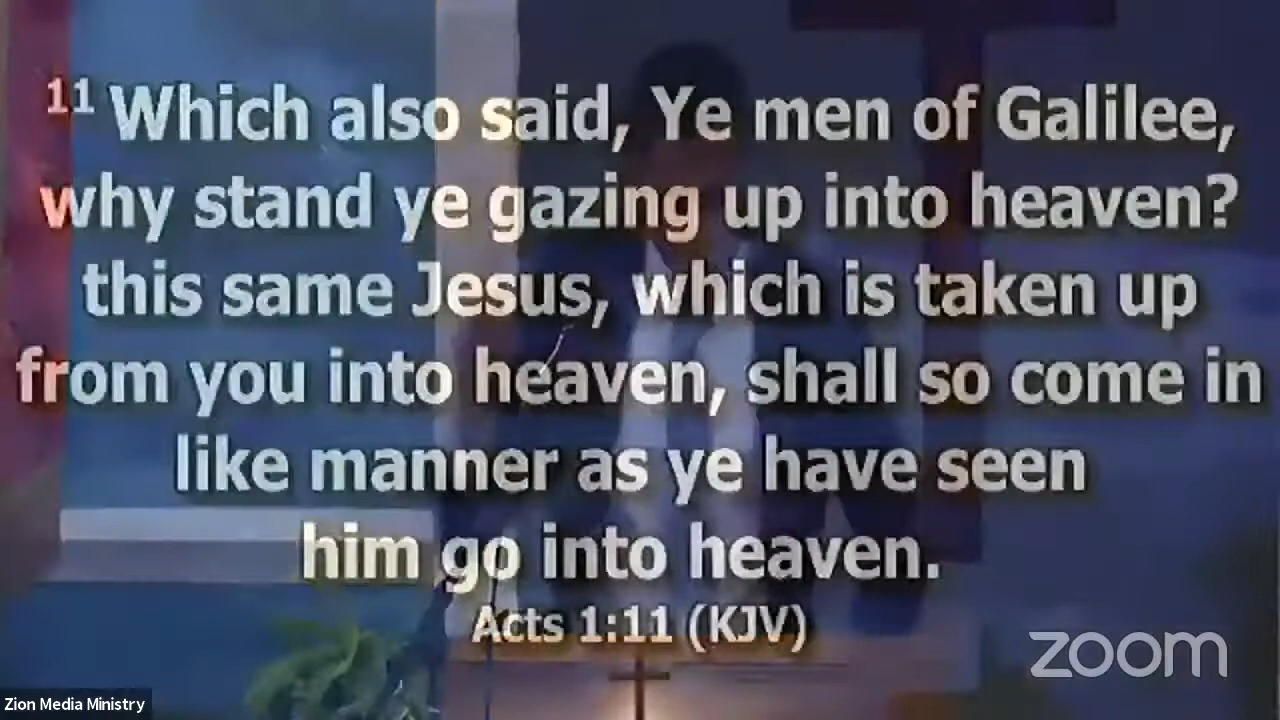 11 Which also said, Ye men of Galilee,
why stand ye gazing up into heaven?
this same Jesus, which is taken up
from you into heaven, shall so come in
like manner as ye have seen
him go into heaven.
Acts 1:11 (KJV)
zoom
Zion Media Ministry